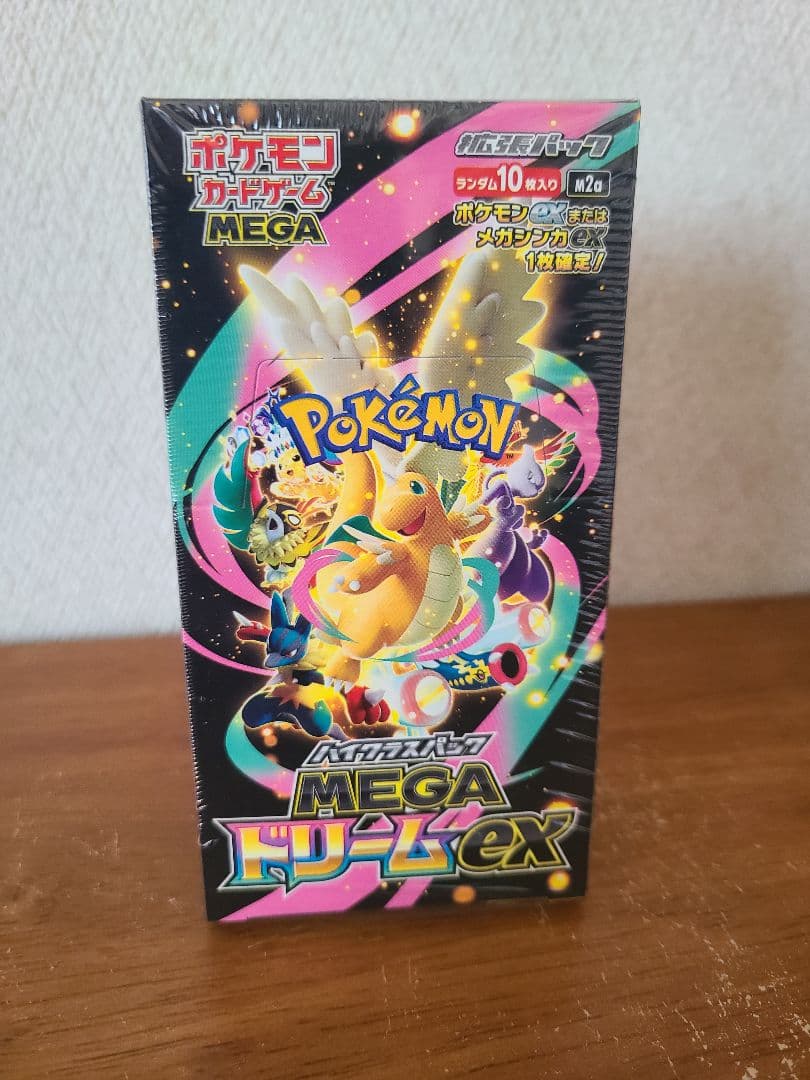 ポケモン
カードゲーム
MEGA
拡張パック
ランダム10枚入り M2a
ポケモンexまたは
メガシンカex
1枚確定!
POKéMON
ハイクラスパック
MEGA
ドリームex